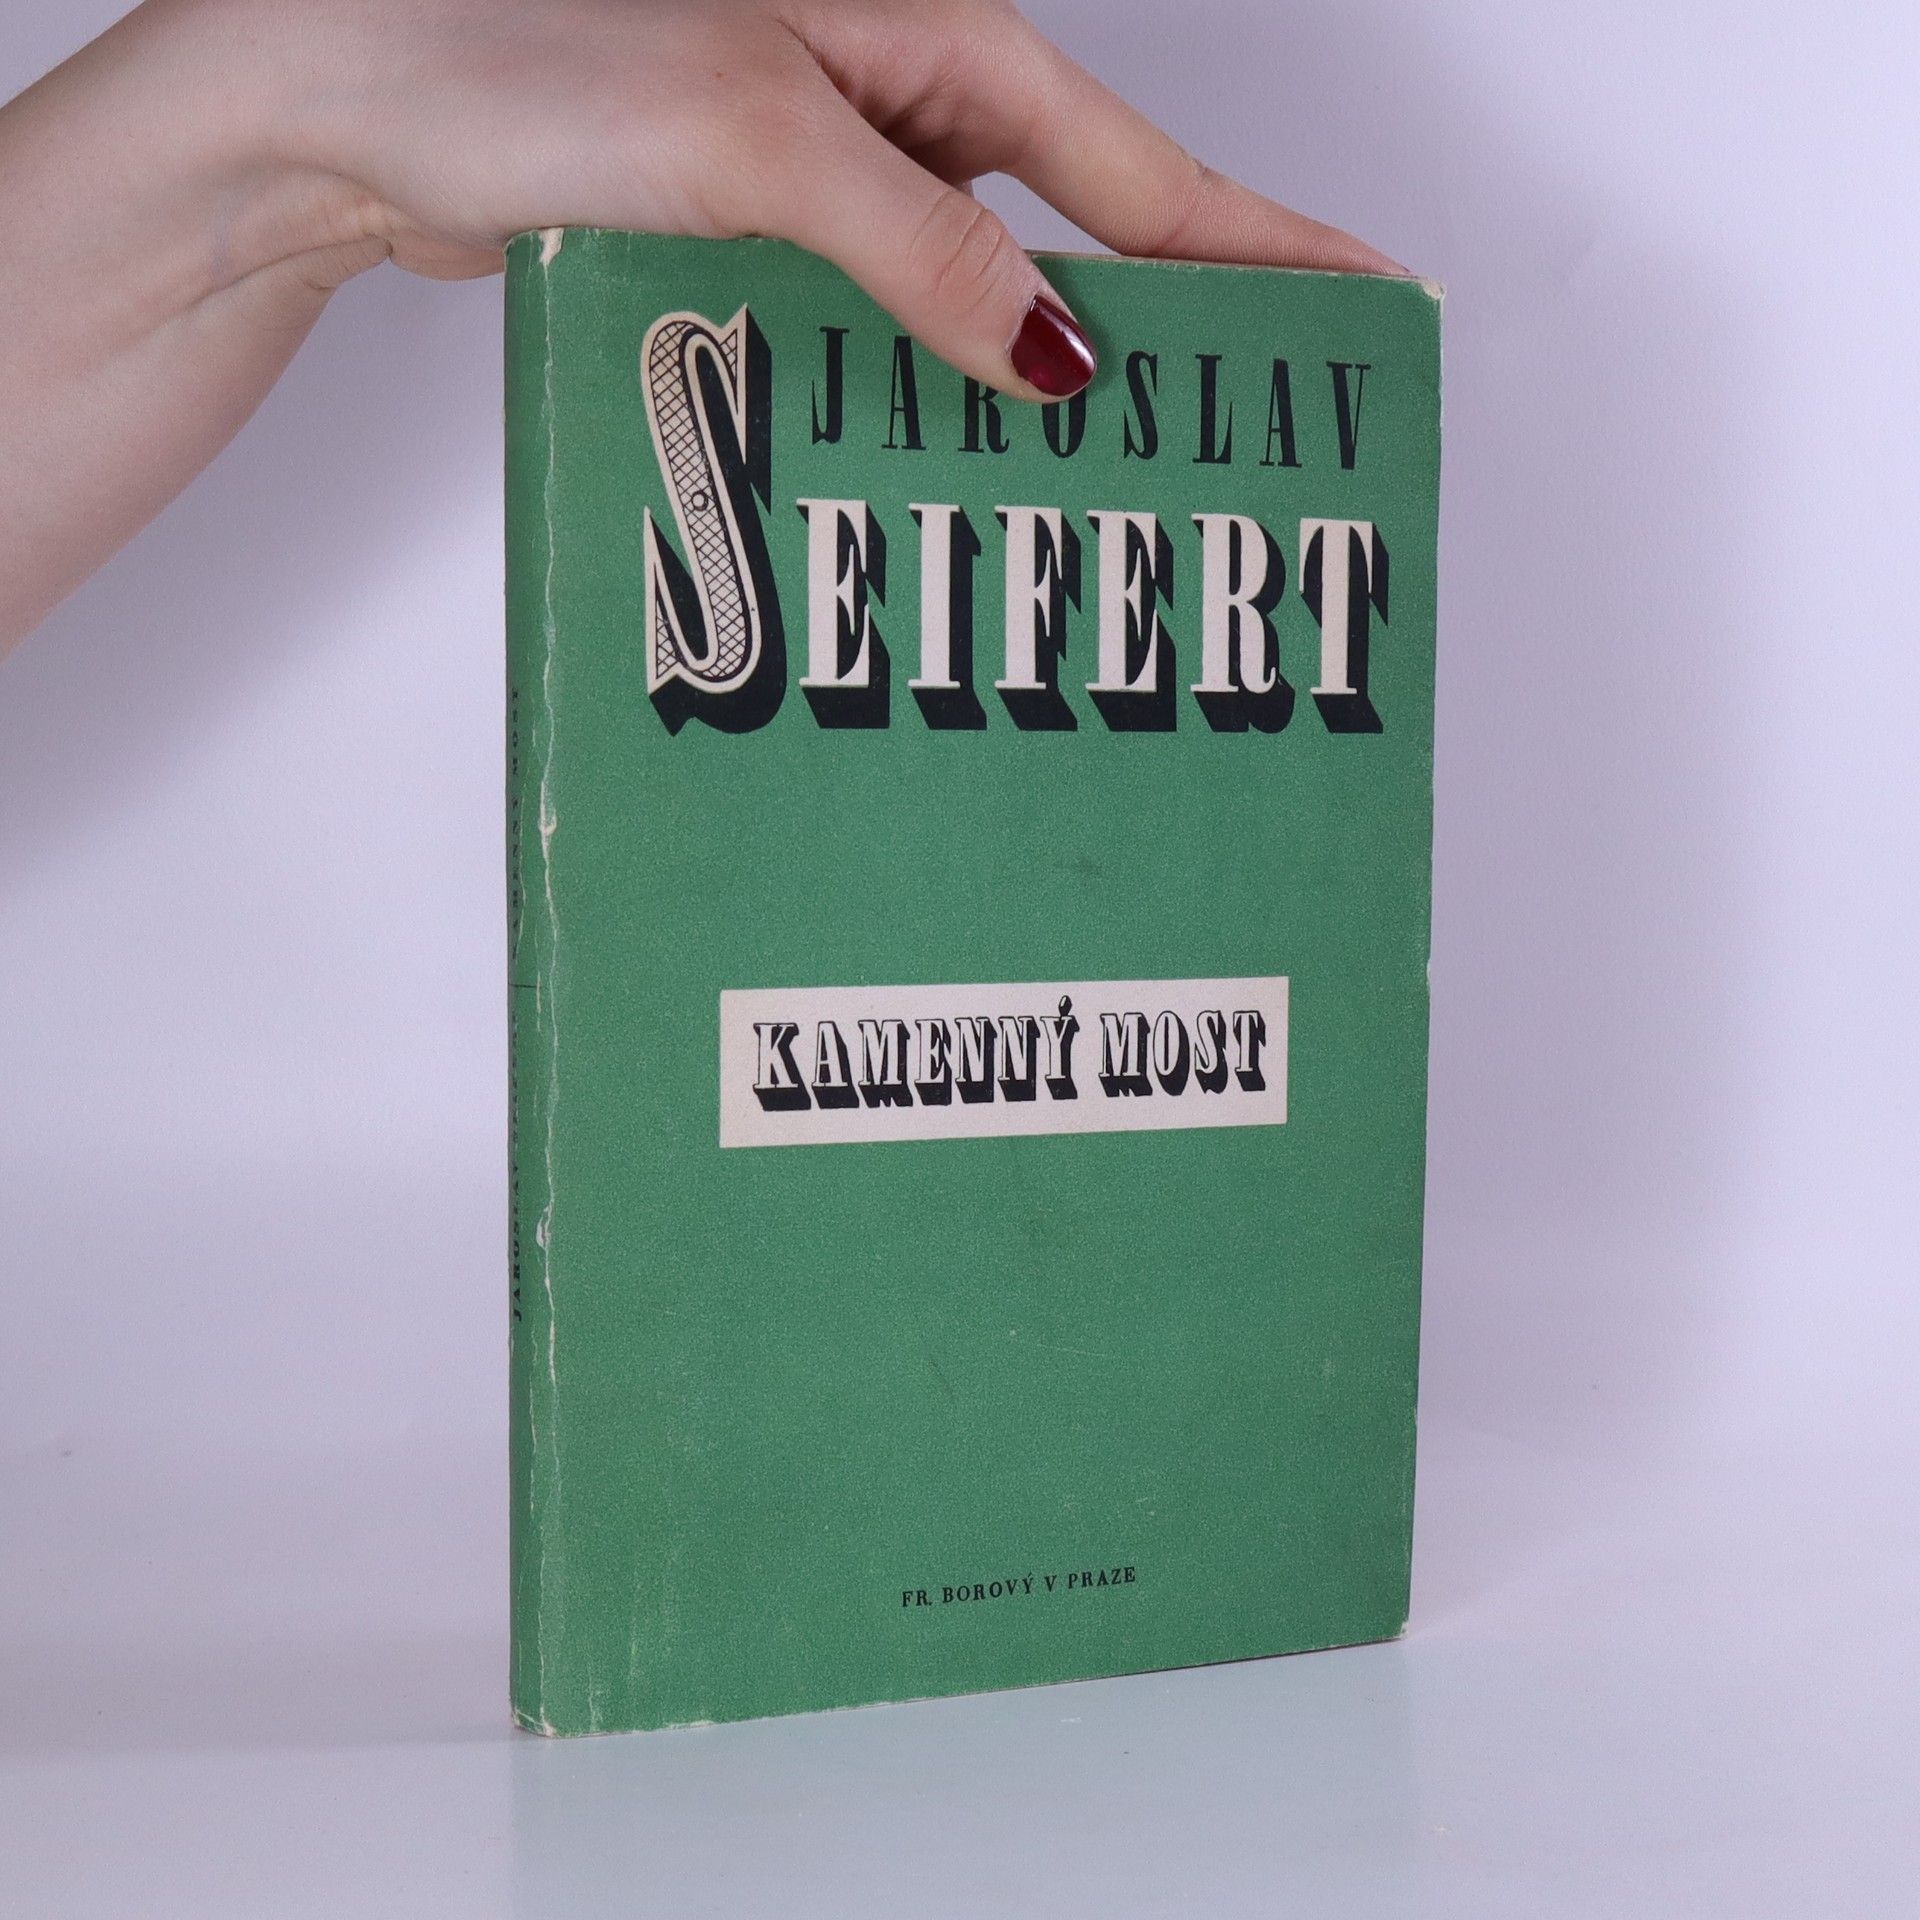 JAROSLAV
SEIFERT
KAMENNÝ MOST
FR. BOROVÝ V PRAZE
JAROSLAV SEIFERT KAMENNÝ MOST